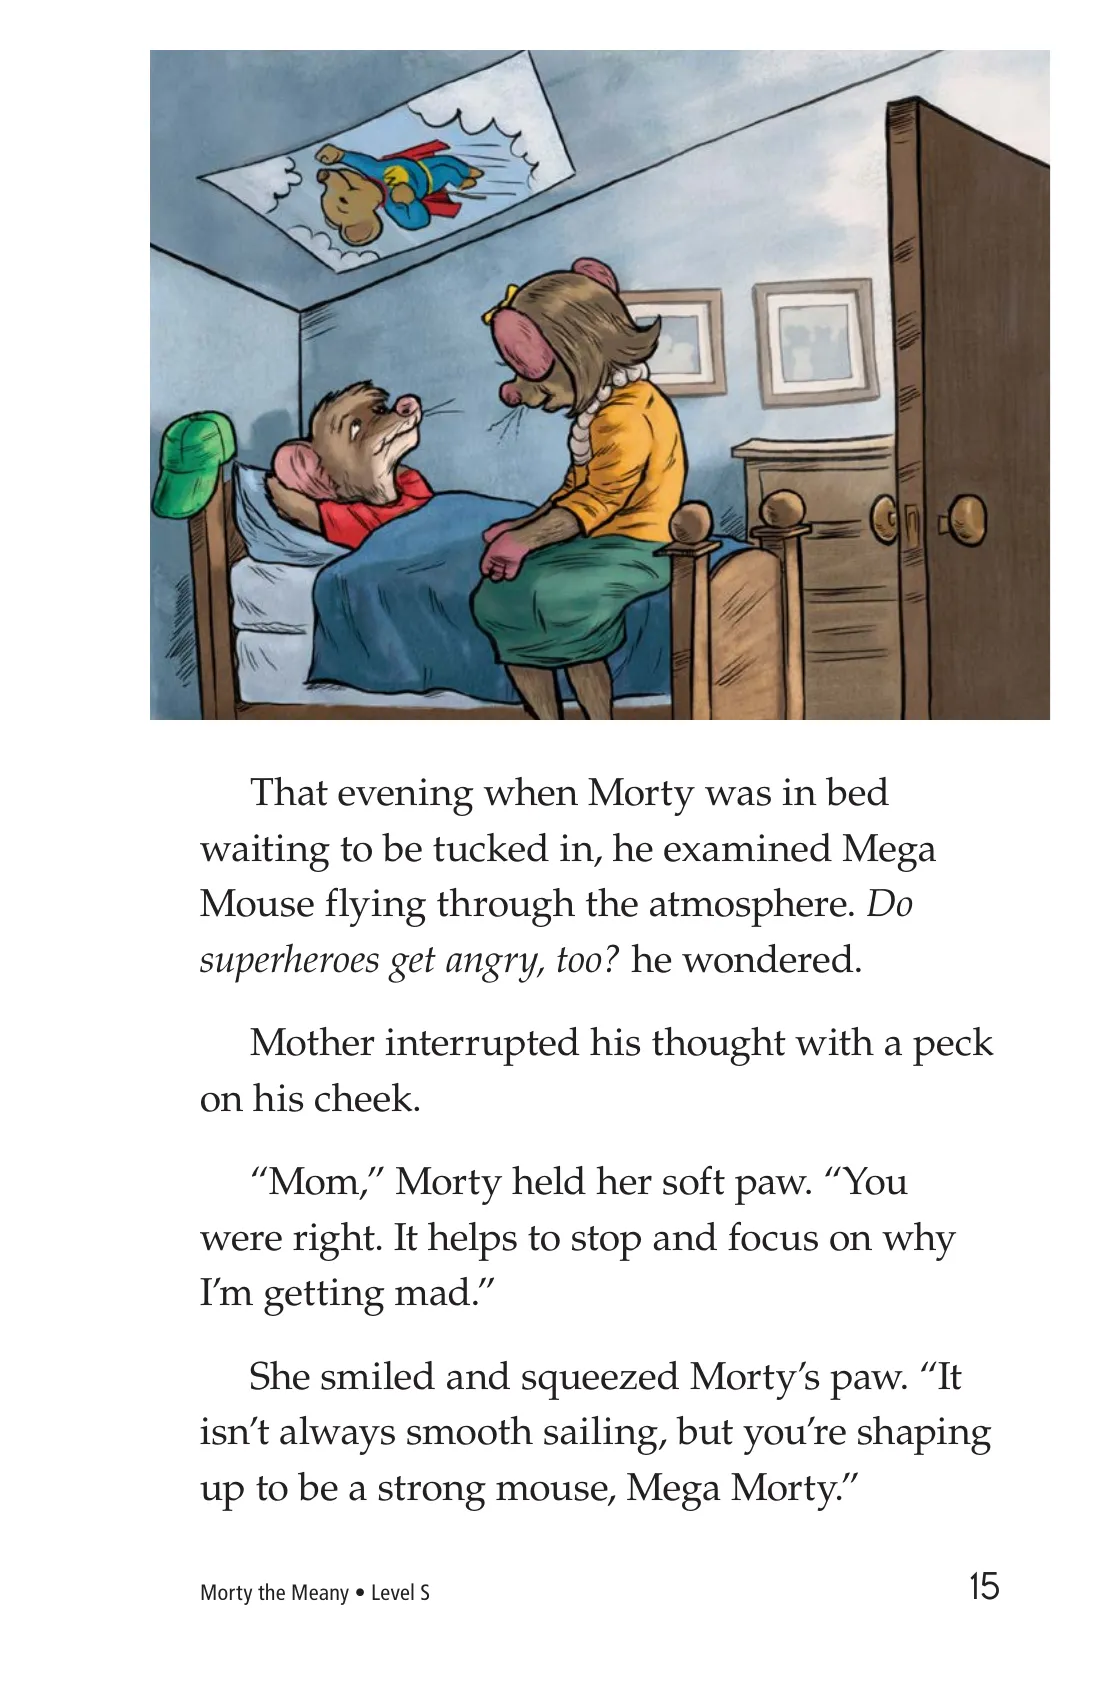 That evening when Morty was in bed
waiting to be tucked in, he examined Mega
Mouse flying through the atmosphere. Do
superheroes get angry, too? he wondered.
Mother interrupted his thought with a peck
on his cheek.
“Mom,” Morty held her soft paw. “You
were right. It helps to stop and focus on why
I’m getting mad.”
She smiled and squeezed Morty’s paw. “It
isn’t always smooth sailing, but you’re shaping
up to be a strong mouse, Mega Morty.”
Morty the Meany • Level S
15